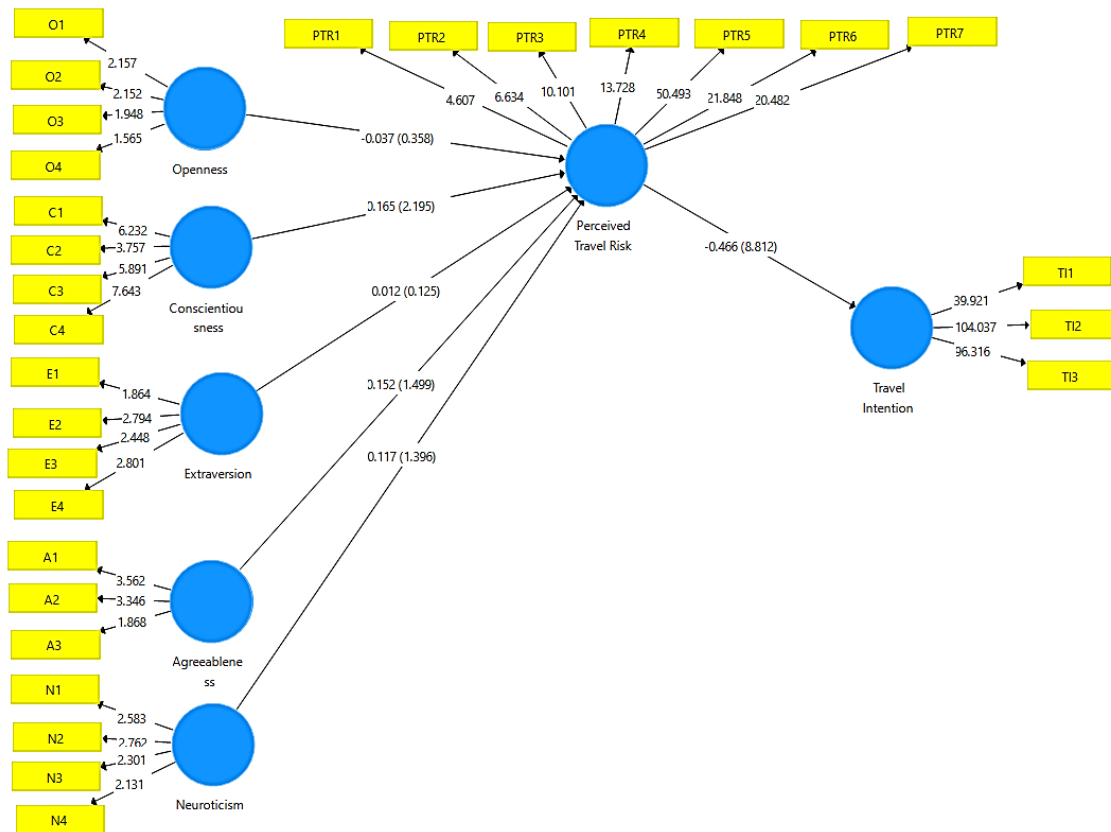 O1
O2
O3
O4
2.157
2.152
1.948
1.565
Openness
C1
C2
C3
C4
6.232
3.757
5.891
7.643
Conscientiou
sness
E1
E2
E3
E4
1.864
2.794
2.448
2.801
Extraversion
A1
A2
A3
3.562
3.346
1.868
Agreeablene
ss
N1
N2
N3
N4
2.583
2.762
2.301
2.131
Neuroticism
-0.037 (0.358)
0.165 (2.195)
0.012 (0.125)
0.152 (1.499)
0.117 (1.396)
PTR1
PTR2
PTR3
PTR4
PTR5
PTR6
PTR7
4.607
6.634
10.101
13.728
50.493
21.848
20.482
Perceived
Travel Risk
-0.466 (8.812)
TI1
TI2
TI3
39.921
104.037
96.316
Travel
Intention